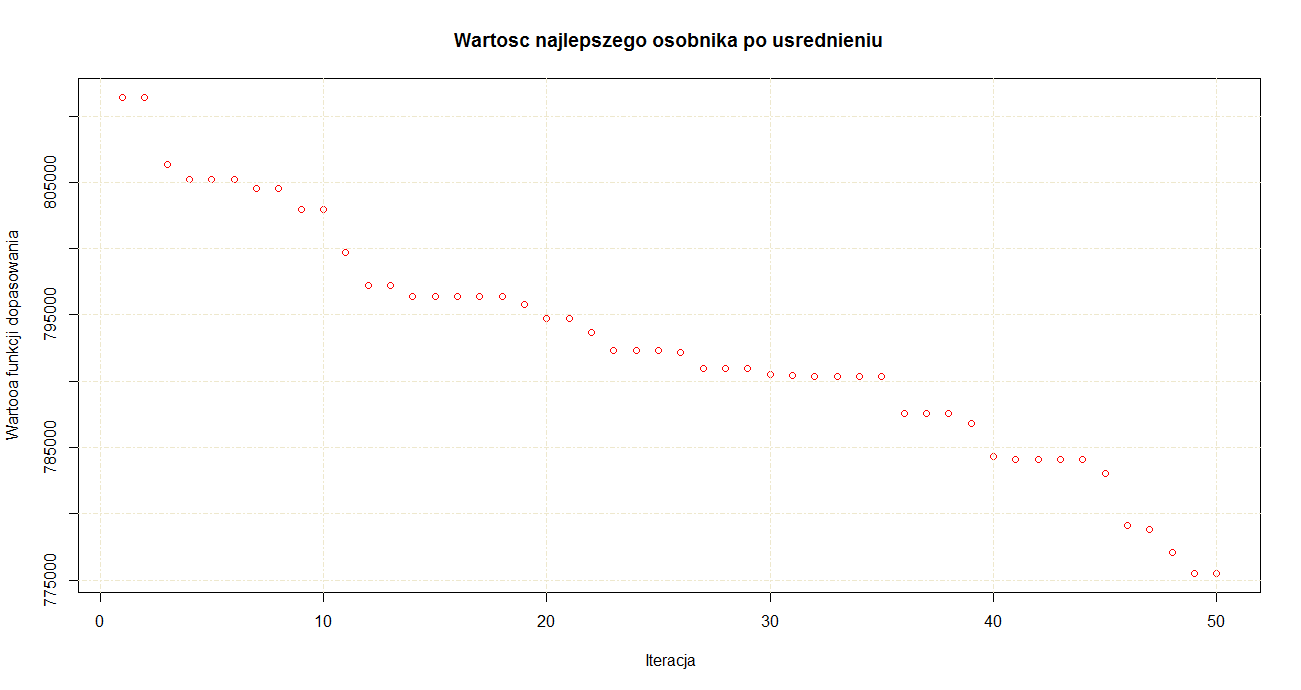 Wartosc najlepszego osobnika po usrednieniu
Wartooa funkcji dopasowania
805000
795000
785000
775000
0 10 20 30 40 50
Iteracja